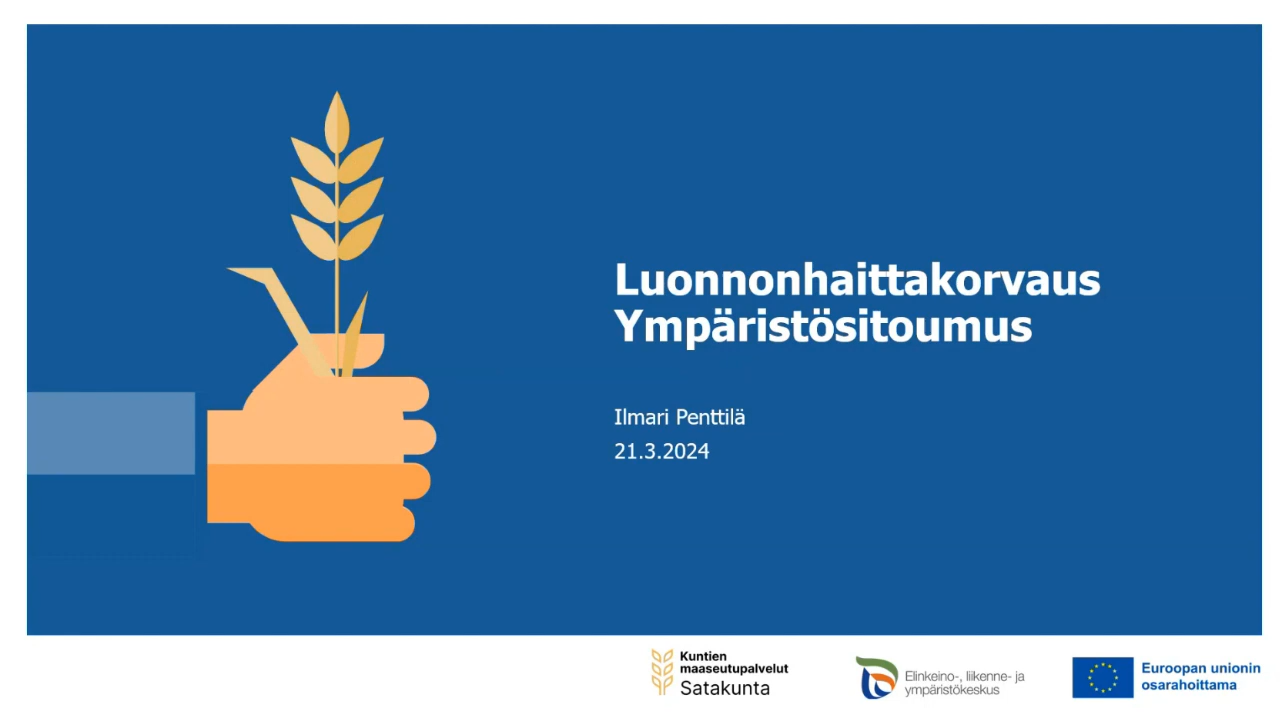 Luonnonhaittakorvaus
Ympäristösitoumus
Ilmari Penttilä
21.3.2024
Kuntien
maaseutupalvelut
Satakunta
Elinkeino-, liikenne- ja
ympäristökeskus
Euroopan unionin
osarahoittama